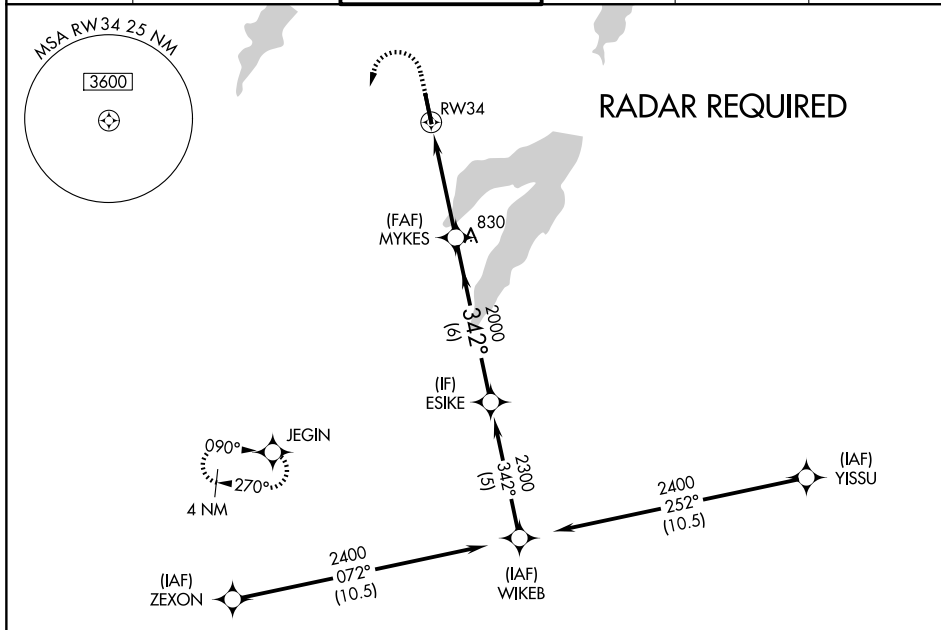 MSA RW34 25 NM
3600
RW34
RADAR REQUIRED
(FAF)
MYKES
830
2000
342°
(6)
(IF)
ESIKE
JEGIN
090°
270°
4 NM
2300
342°
(5)
(IAF)
YISSU
2400
252°
(10.5)
2400
072°
(10.5)
(IAF)
ZEXON
(IAF)
WIKEB